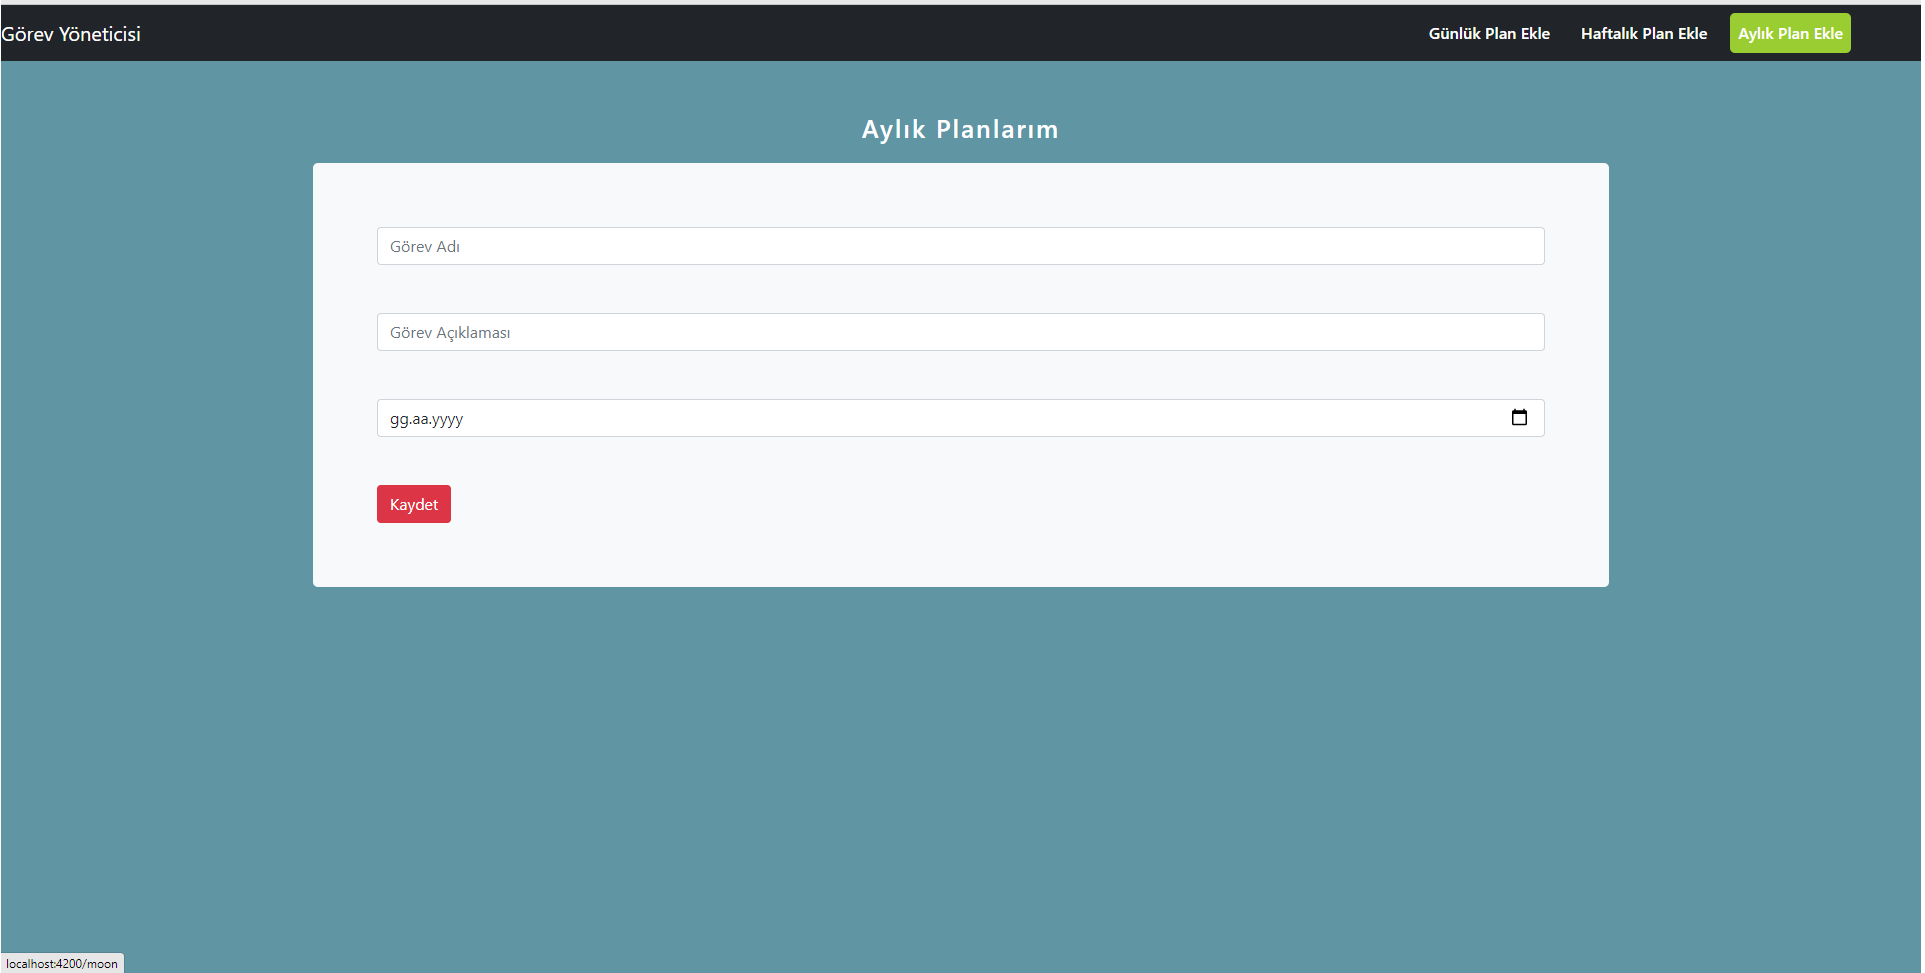 Görev Yöneticisi
Günlük Plan Ekle
Haftalık Plan Ekle
Aylık Plan Ekle
Aylık Planlarım
Görev Adı
Görev Açıklaması
gg.aa.yyyy
Kaydet
localhost:4200/moon